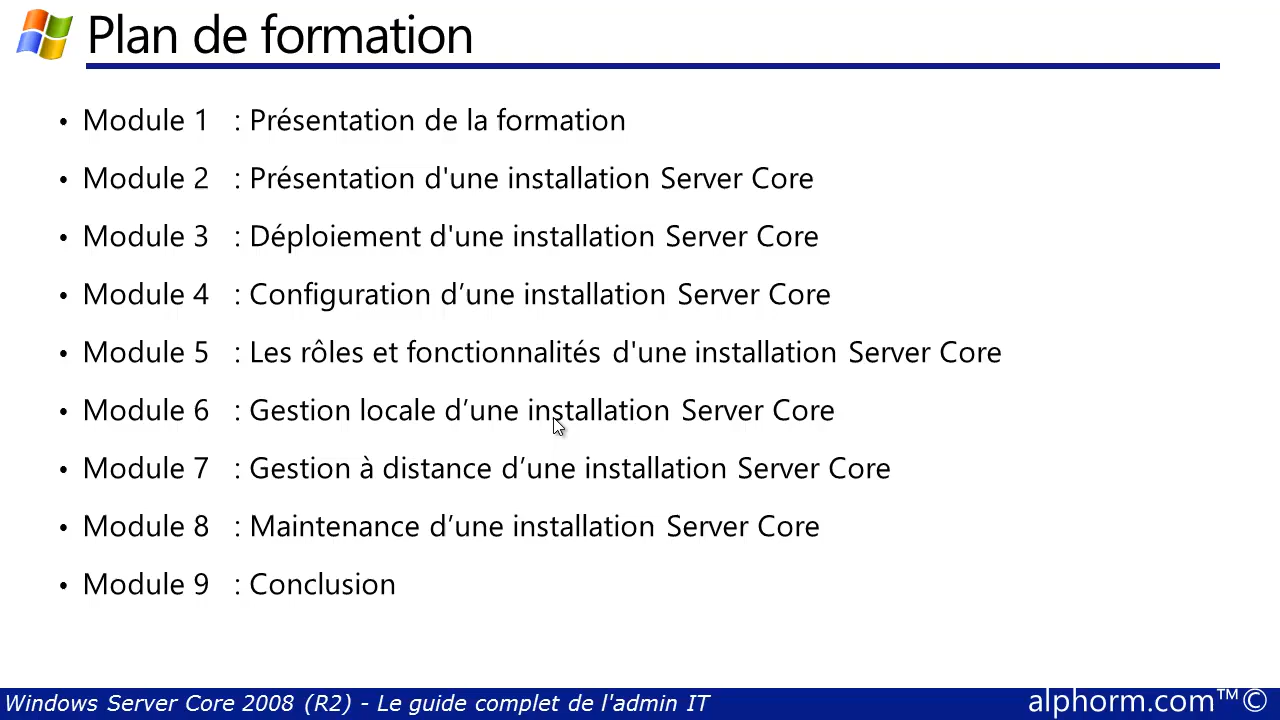 Plan de formation
• Module 1 : Présentation de la formation
• Module 2 : Présentation d'une installation Server Core
• Module 3 : Déploiement d'une installation Server Core
• Module 4 : Configuration d’une installation Server Core
• Module 5 : Les rôles et fonctionnalités d'une installation Server Core
• Module 6 : Gestion locale d’une installation Server Core
• Module 7 : Gestion à distance d’une installation Server Core
• Module 8 : Maintenance d’une installation Server Core
• Module 9 : Conclusion
Windows Server Core 2008 (R2) - Le guide complet de l'admin IT
alphorm.com™©